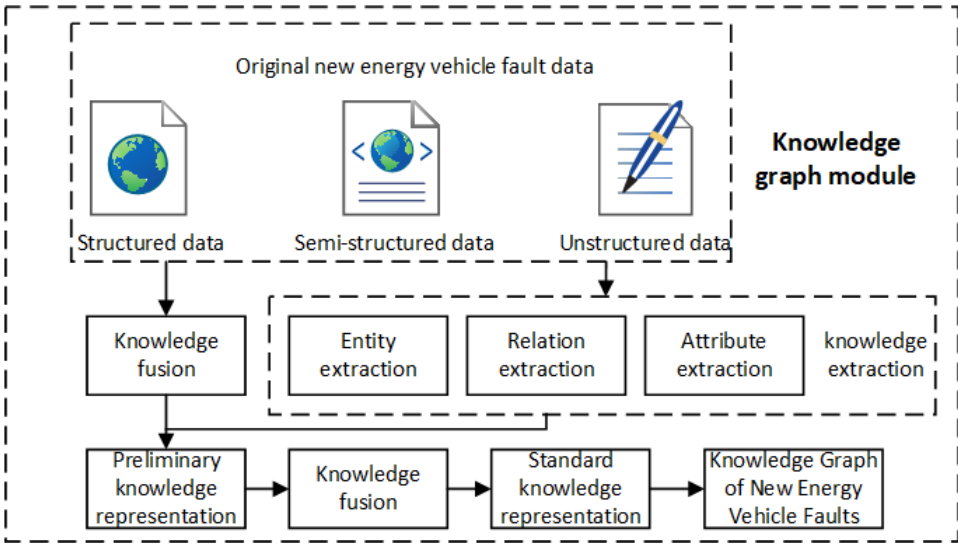 Original new energy vehicle fault data
Knowledge
graph module
Structured data
Semi-structured data
Unstructured data
Knowledge
fusion
Entity
extraction
Relation
extraction
Attribute
extraction
knowledge
extraction
Preliminary
knowledge
representation
Knowledge
fusion
Standard
knowledge
representation
Knowledge Graph
of New Energy
Vehicle Faults